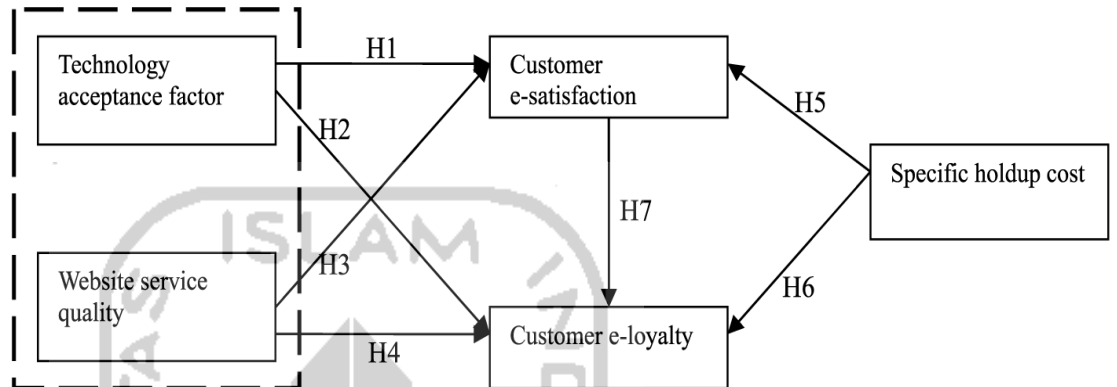 Technology
acceptance factor
H1
Customer
e-satisfaction
H2
H5
Specific holdup cost
H7
ISLAM
Website service
quality
H3
H6
H4
Customer e-loyalty